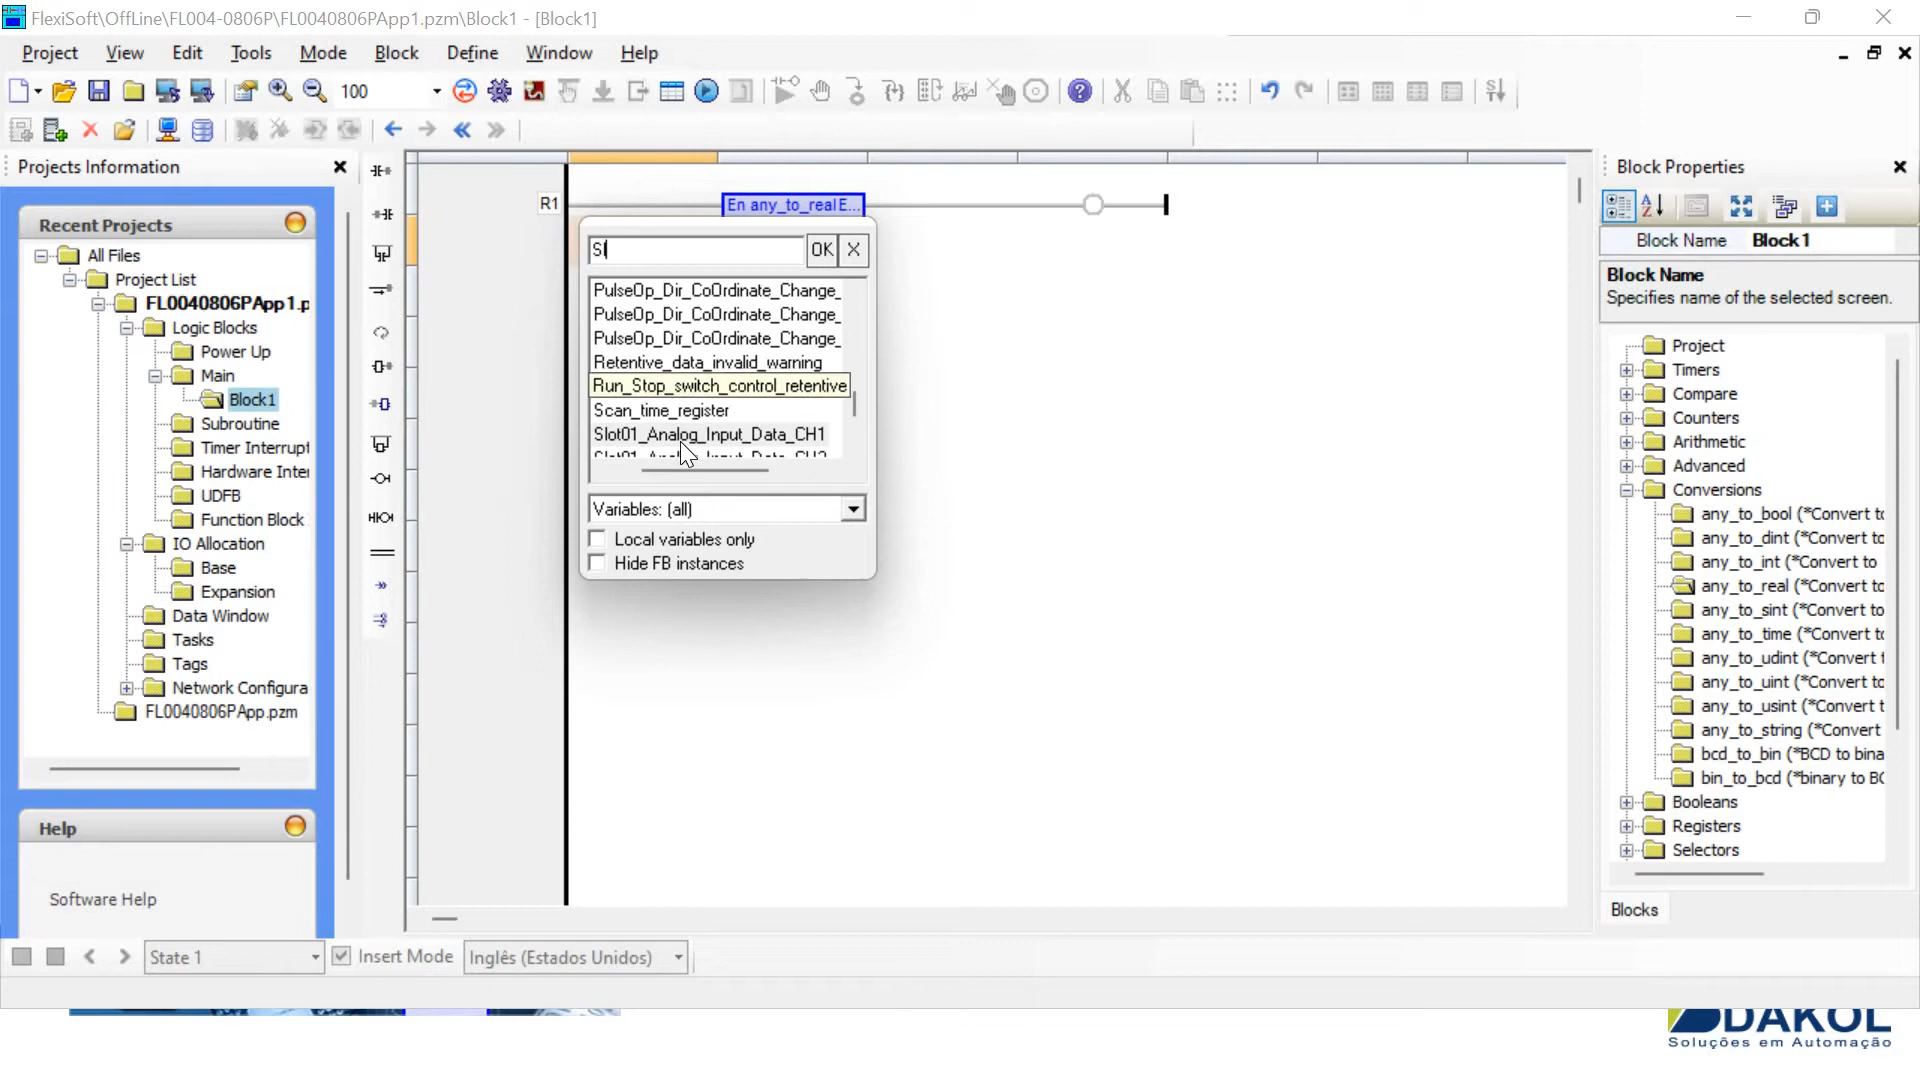 FlexiSoft\OffLine\FL004-0806P\FL0040806PApp1.pzm\Block1 - [Block1]
Project View Edit Tools Mode Block Define Window Help
100
Projects Information
Recent Projects
All Files
Project List
FL0040806PApp1.p
Logic Blocks
Power Up
Main
Block1
Subroutine
Timer Interrupt
Hardware Inter
UDFB
Function Block
IO Allocation
Base
Expansion
Data Window
Tasks
Tags
Network Configura
FL0040806PApp.pzm
Help
Software Help
R1
En any_to_realE...
Sl
OK X
PulseOp_Dir_CoOrdinate_Change_
PulseOp_Dir_CoOrdinate_Change_
PulseOp_Dir_CoOrdinate_Change_
Retentive_data_invalid_warning
Run_Stop_switch_control_retentive
Scan_time_register
Slot01_Analog_Input_Data_CH1
Variables: (all)
Local variables only
Hide FB instances
Block Properties
Block Name Block1
Block Name
Specifies name of the selected screen.
Project
Timers
Compare
Counters
Arithmetic
Advanced
Conversions
any_to_bool (*Convert to
any_to_dint (*Convert to
any_to_int (*Convert to
any_to_real (*Convert to
any_to_sint (*Convert to
any_to_time (*Convert to
any_to_udint (*Convert t
any_to_uint (*Convert to
any_to_usint (*Convert t
any_to_string (*Convert
bcd_to_bin (*BCD to bina
bin_to_bcd (*binary to BC
Booleans
Registers
Selectors
Blocks
State 1 Insert Mode Inglês (Estados Unidos)
DAKOL
Soluções em Automação